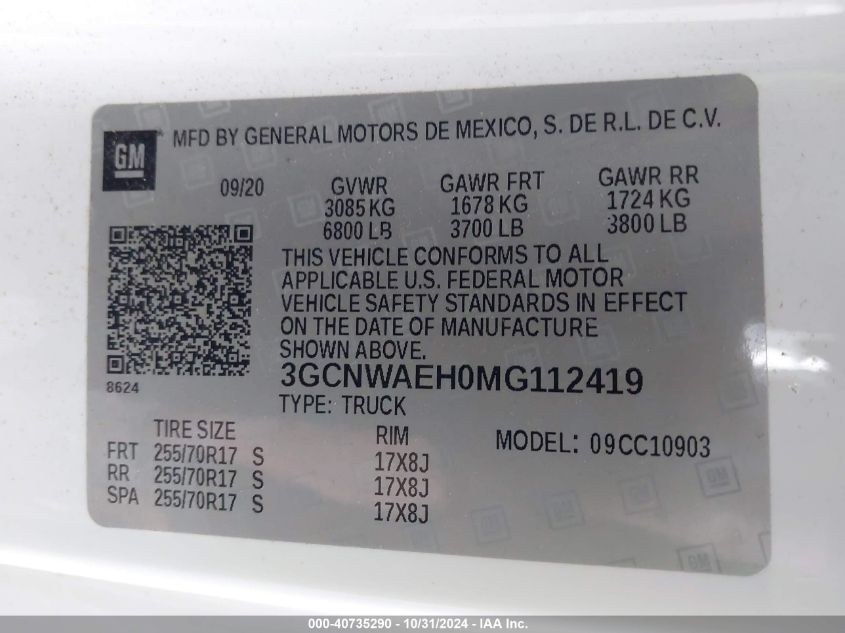 GM
MFD BY GENERAL MOTORS DE MEXICO, S. DE R.L. DE C.V.
09/20 GVWR GAWR FRT GAWR RR
3085 KG 1678 KG 1724 KG
6800 LB 3700 LB 3800 LB
THIS VEHICLE CONFORMS TO ALL
APPLICABLE U.S. FEDERAL MOTOR
VEHICLE SAFETY STANDARDS IN EFFECT
ON THE DATE OF MANUFACTURE
SHOWN ABOVE.
8624
3GCNWAEH0MG112419
TYPE: TRUCK
TIRE SIZE RIM MODEL: 09CC10903
FRT 255/70R17 S 17X8J
RR 255/70R17 S 17X8J
SPA 255/70R17 S 17X8J
GM
000-40735290 - 10/31/2024 - IAA Inc.